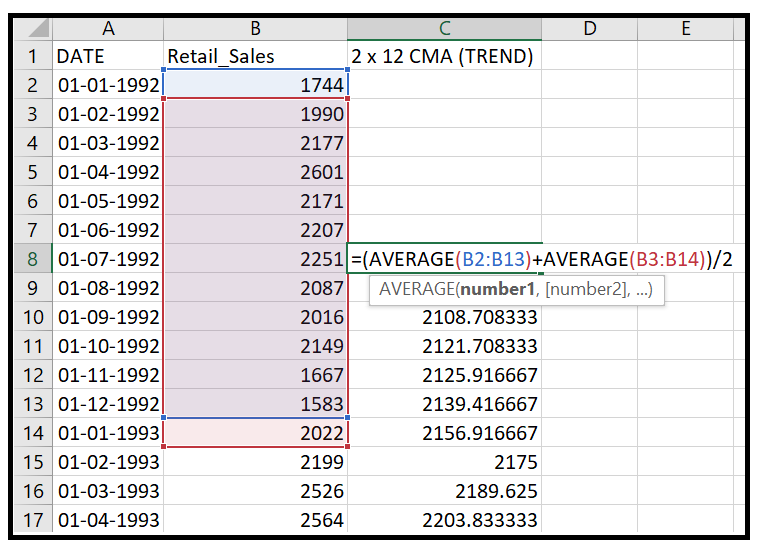 A B C D E
1 DATE Retail_Sales 2 x 12 CMA (TREND)
2 01-01-1992 1744
3 01-02-1992 1990
4 01-03-1992 2177
5 01-04-1992 2601
6 01-05-1992 2171
7 01-06-1992 2207
8 01-07-1992 2251 =(AVERAGE(B2:B13)+AVERAGE(B3:B14))/2
9 01-08-1992 2087 AVERAGE(number1, [number2], ...)
10 01-09-1992 2016 2108.708333
11 01-10-1992 2149 2121.708333
12 01-11-1992 1667 2125.916667
13 01-12-1992 1583 2139.416667
14 01-01-1993 2022 2156.916667
15 01-02-1993 2199 2175
16 01-03-1993 2526 2189.625
17 01-04-1993 2564 2203.833333